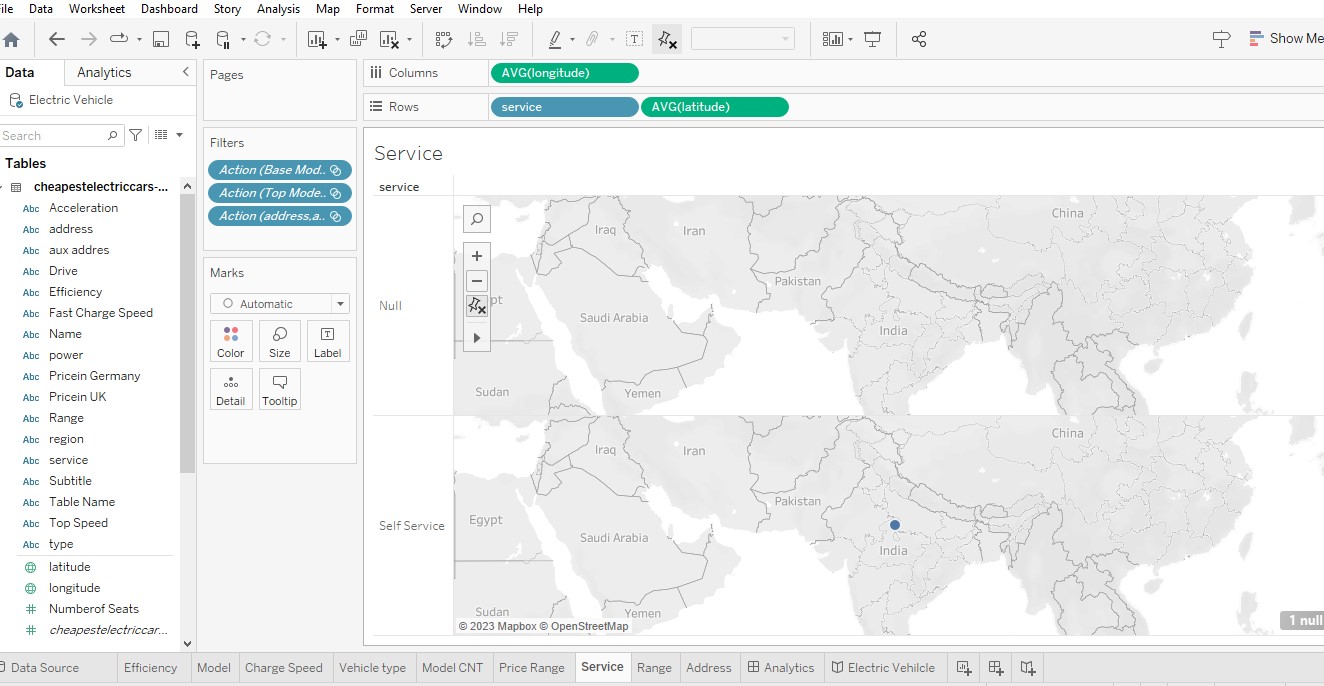 ile Data Worksheet Dashboard Story Analysis Map Format Server Window Help
Show Me
Data Analytics
Electric Vehicle
Search
Tables
cheapestelectriccars-...
Abc Acceleration
Abc address
Abc aux addres
Abc Drive
Abc Efficiency
Abc Fast Charge Speed
Abc Name
Abc power
Abc Pricein Germany
Abc Pricein UK
Abc Range
Abc region
Abc service
Abc Subtitle
Abc Table Name
Abc Top Speed
Abc type
latitude
longitude
# Numberof Seats
# cheapestelectriccar...
Pages
Filters
Action (Base Mod..
Action (Top Mode..
Action (address,a..
Marks
Automatic
Color Size Label
Detail Tooltip
Columns AVG(longitude)
Rows service AVG(latitude)
Service
service
Null
Iraq
Iran
China
pt
Pakistan
Saudi Arabia
India
Sudan
Yemen
Self Service
Iraq
Iran
China
Egypt
Pakistan
Saudi Arabia
India
Sudan
Yemen
© 2023 Mapbox © OpenStreetMap
1 null
Data Source Efficiency Model Charge Speed Vehicle type Model CNT Price Range Service Range Address Analytics Electric Vehilcle